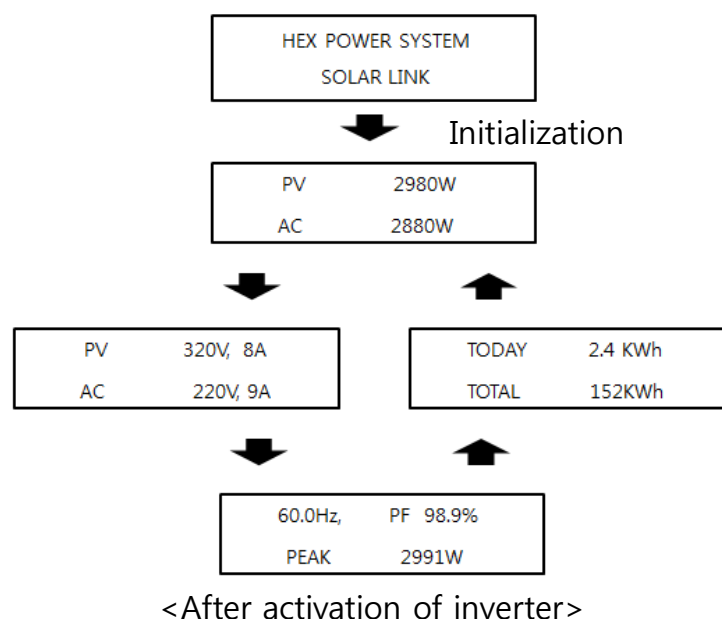 HEX POWER SYSTEM
SOLAR LINK
Initialization
PV 2980W
AC 2880W
PV 320V, 8A
AC 220V, 9A
TODAY 2.4 KWh
TOTAL 152KWh
60.0Hz, PF 98.9%
PEAK 2991W
<After activation of inverter>